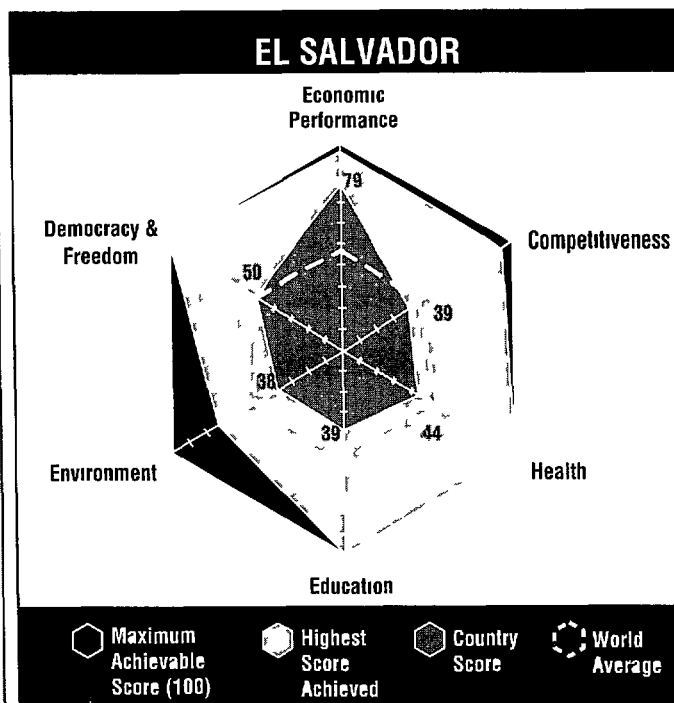 EL SALVADOR
Economic
Performance
79
Democracy &
Freedom
50
Competitiveness
39
38
39
44
Environment
Health
Education
Maximum
Achievable
Score (100)
Highest
Score
Achieved
Country
Score
World
Average